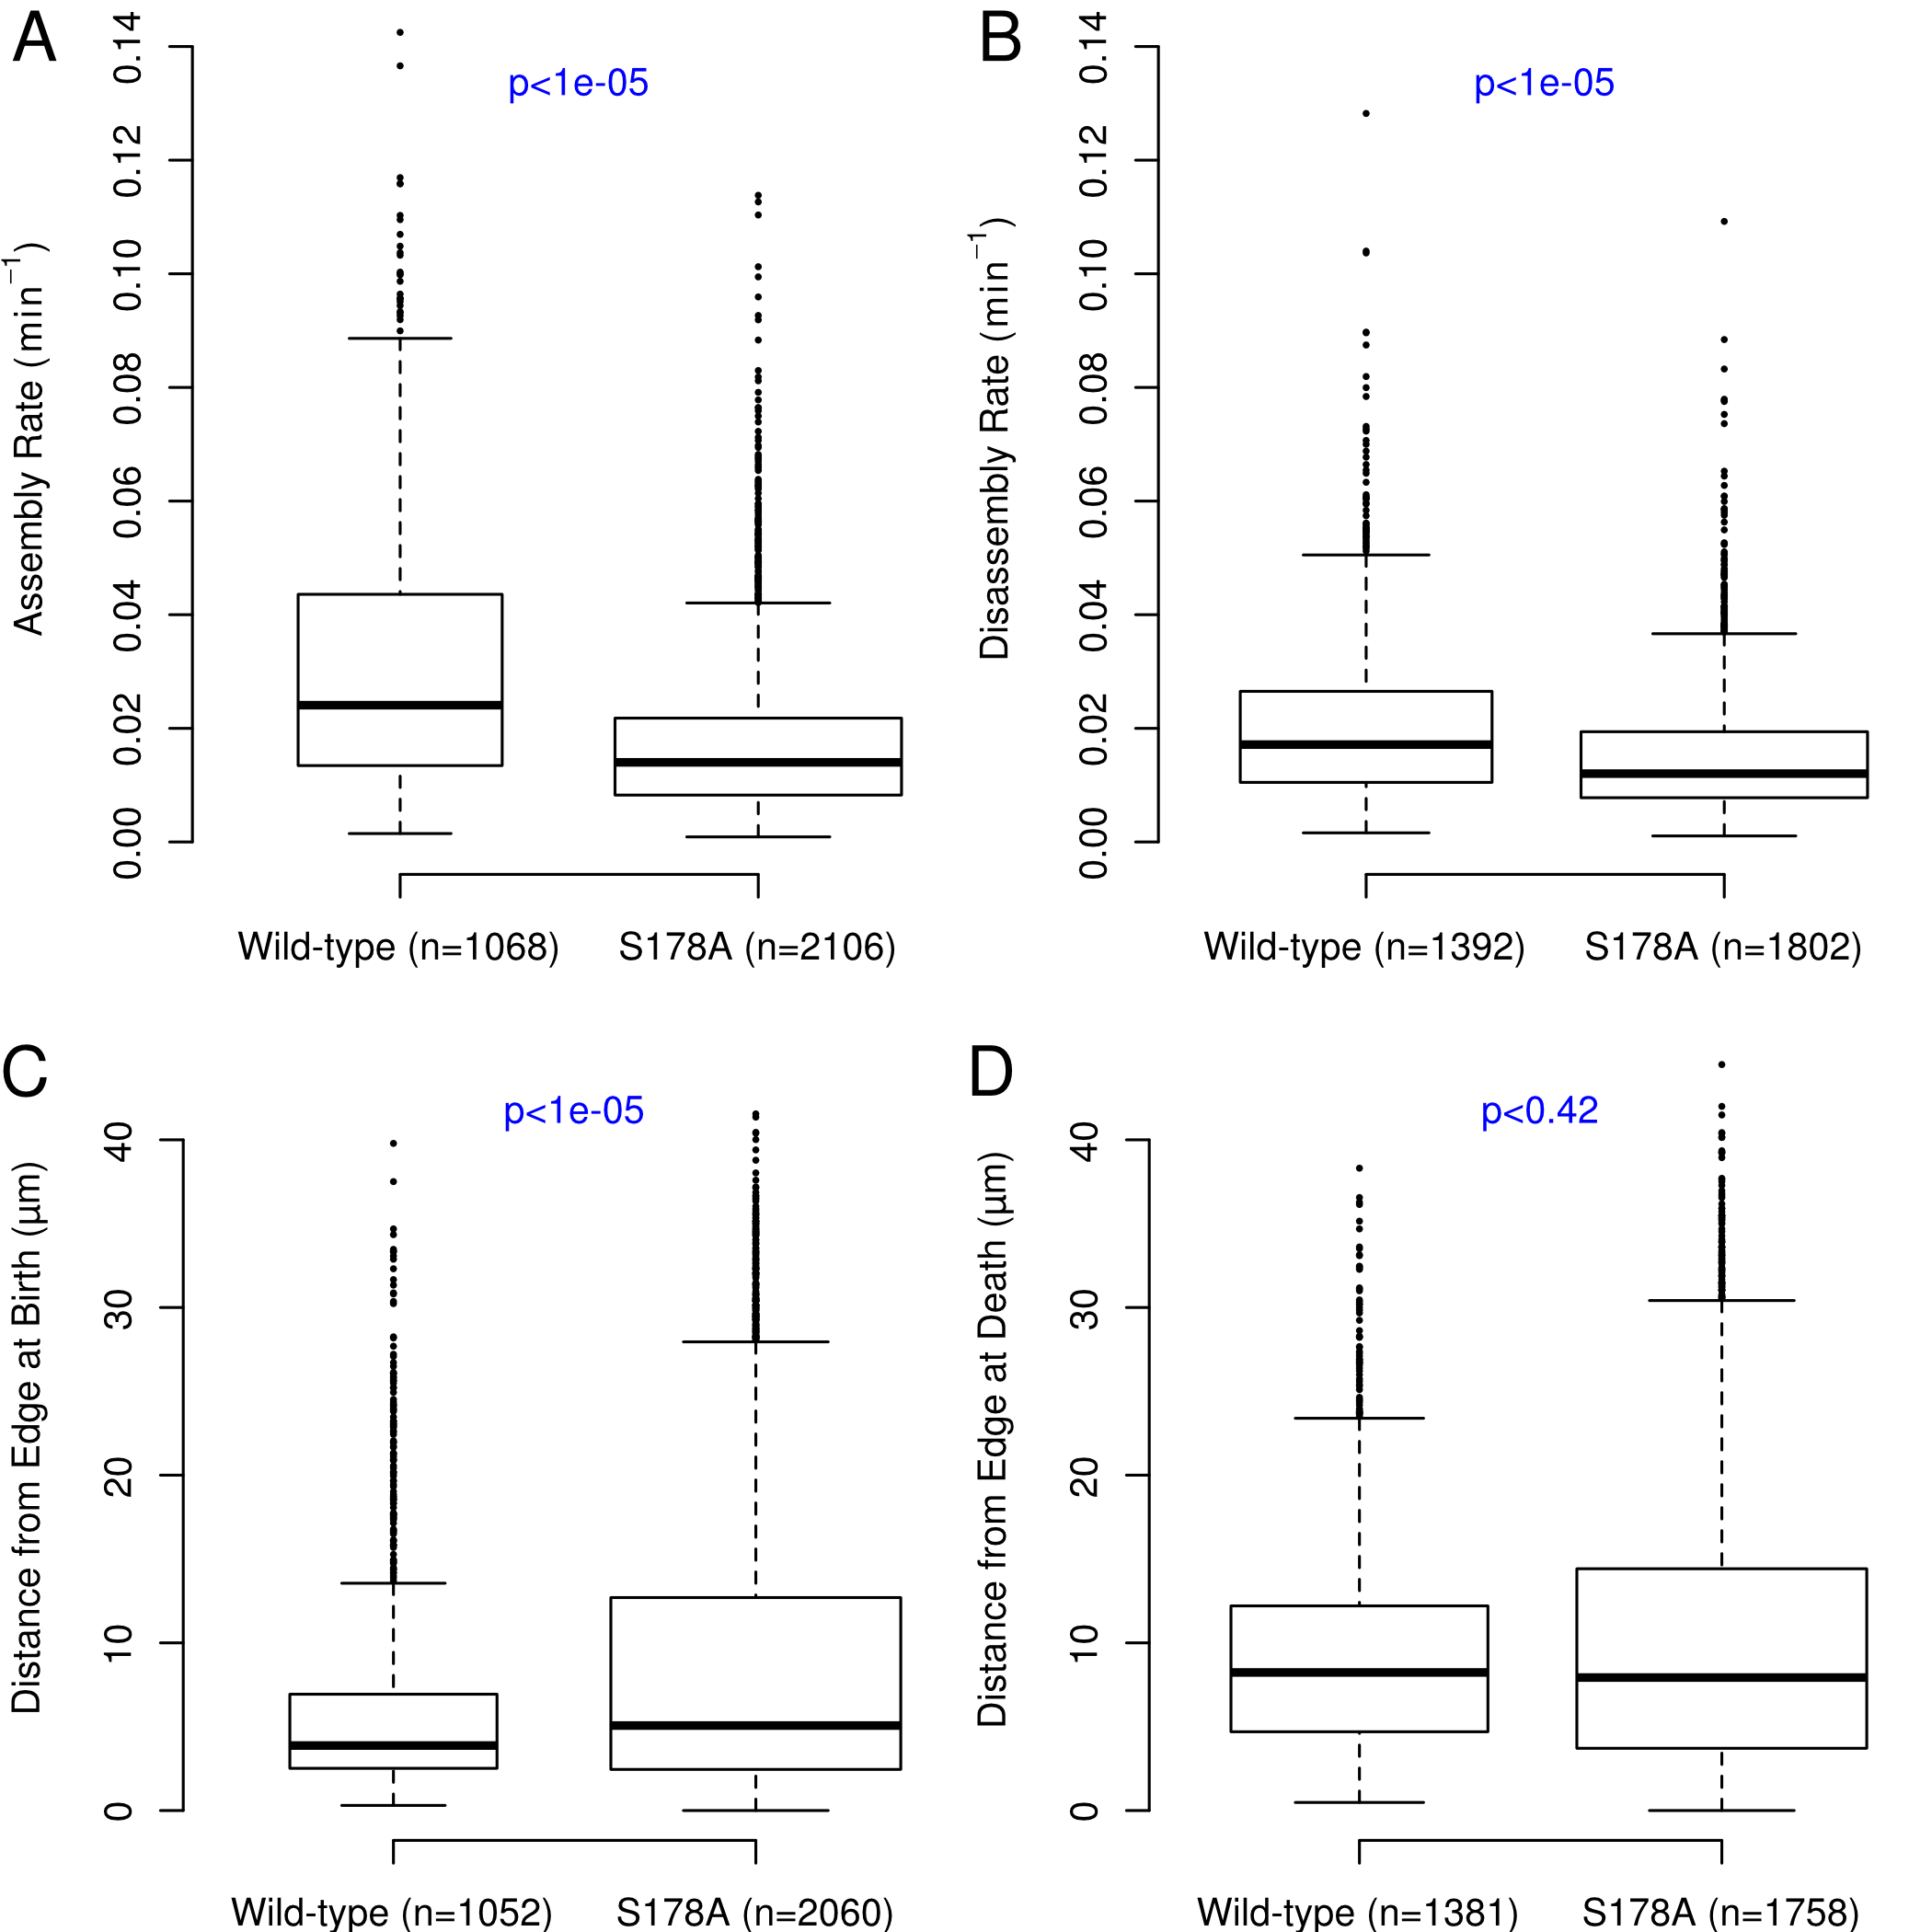 A
p<1e-05
Assembly Rate (min⁻¹)
0.14
0.12
0.10
0.08
0.06
0.04
0.02
0.00
Wild-type (n=1068)
S178A (n=2106)
B
p<1e-05
Disassembly Rate (min⁻¹)
0.14
0.12
0.10
0.08
0.06
0.04
0.02
0.00
Wild-type (n=1392)
S178A (n=1802)
C
p<1e-05
Distance from Edge at Birth (µm)
40
30
20
10
0
Wild-type (n=1052)
S178A (n=2060)
D
p<0.42
Distance from Edge at Death (µm)
40
30
20
10
0
Wild-type (n=1381)
S178A (n=1758)